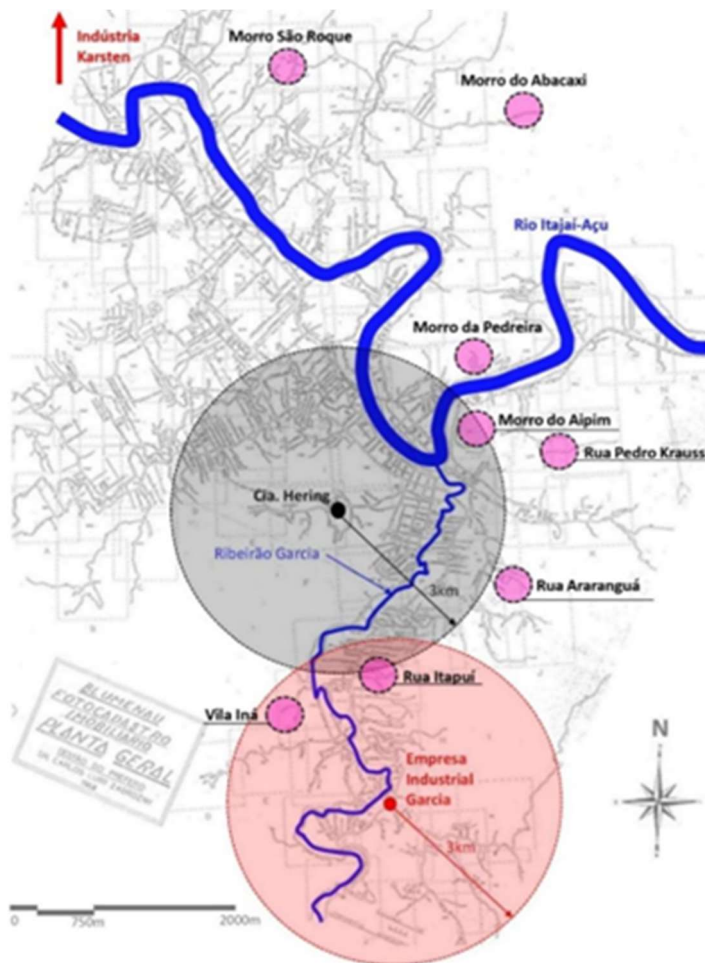 Indústria
Karsten
Morro São Roque
Morro do Abacaxi
Rio Itajaí-Açu
Morro da Pedreira
Morro do Aipim
Rua Pedro Krauss
Cia. Hering
Ribeirão Garcia
3km
Rua Araranguá
Rua Itapuí
Vila Iná
BLUMENAU
PLANTA GERAL
Empresa
Industrial
Garcia
3km
N
0
750m
2000m